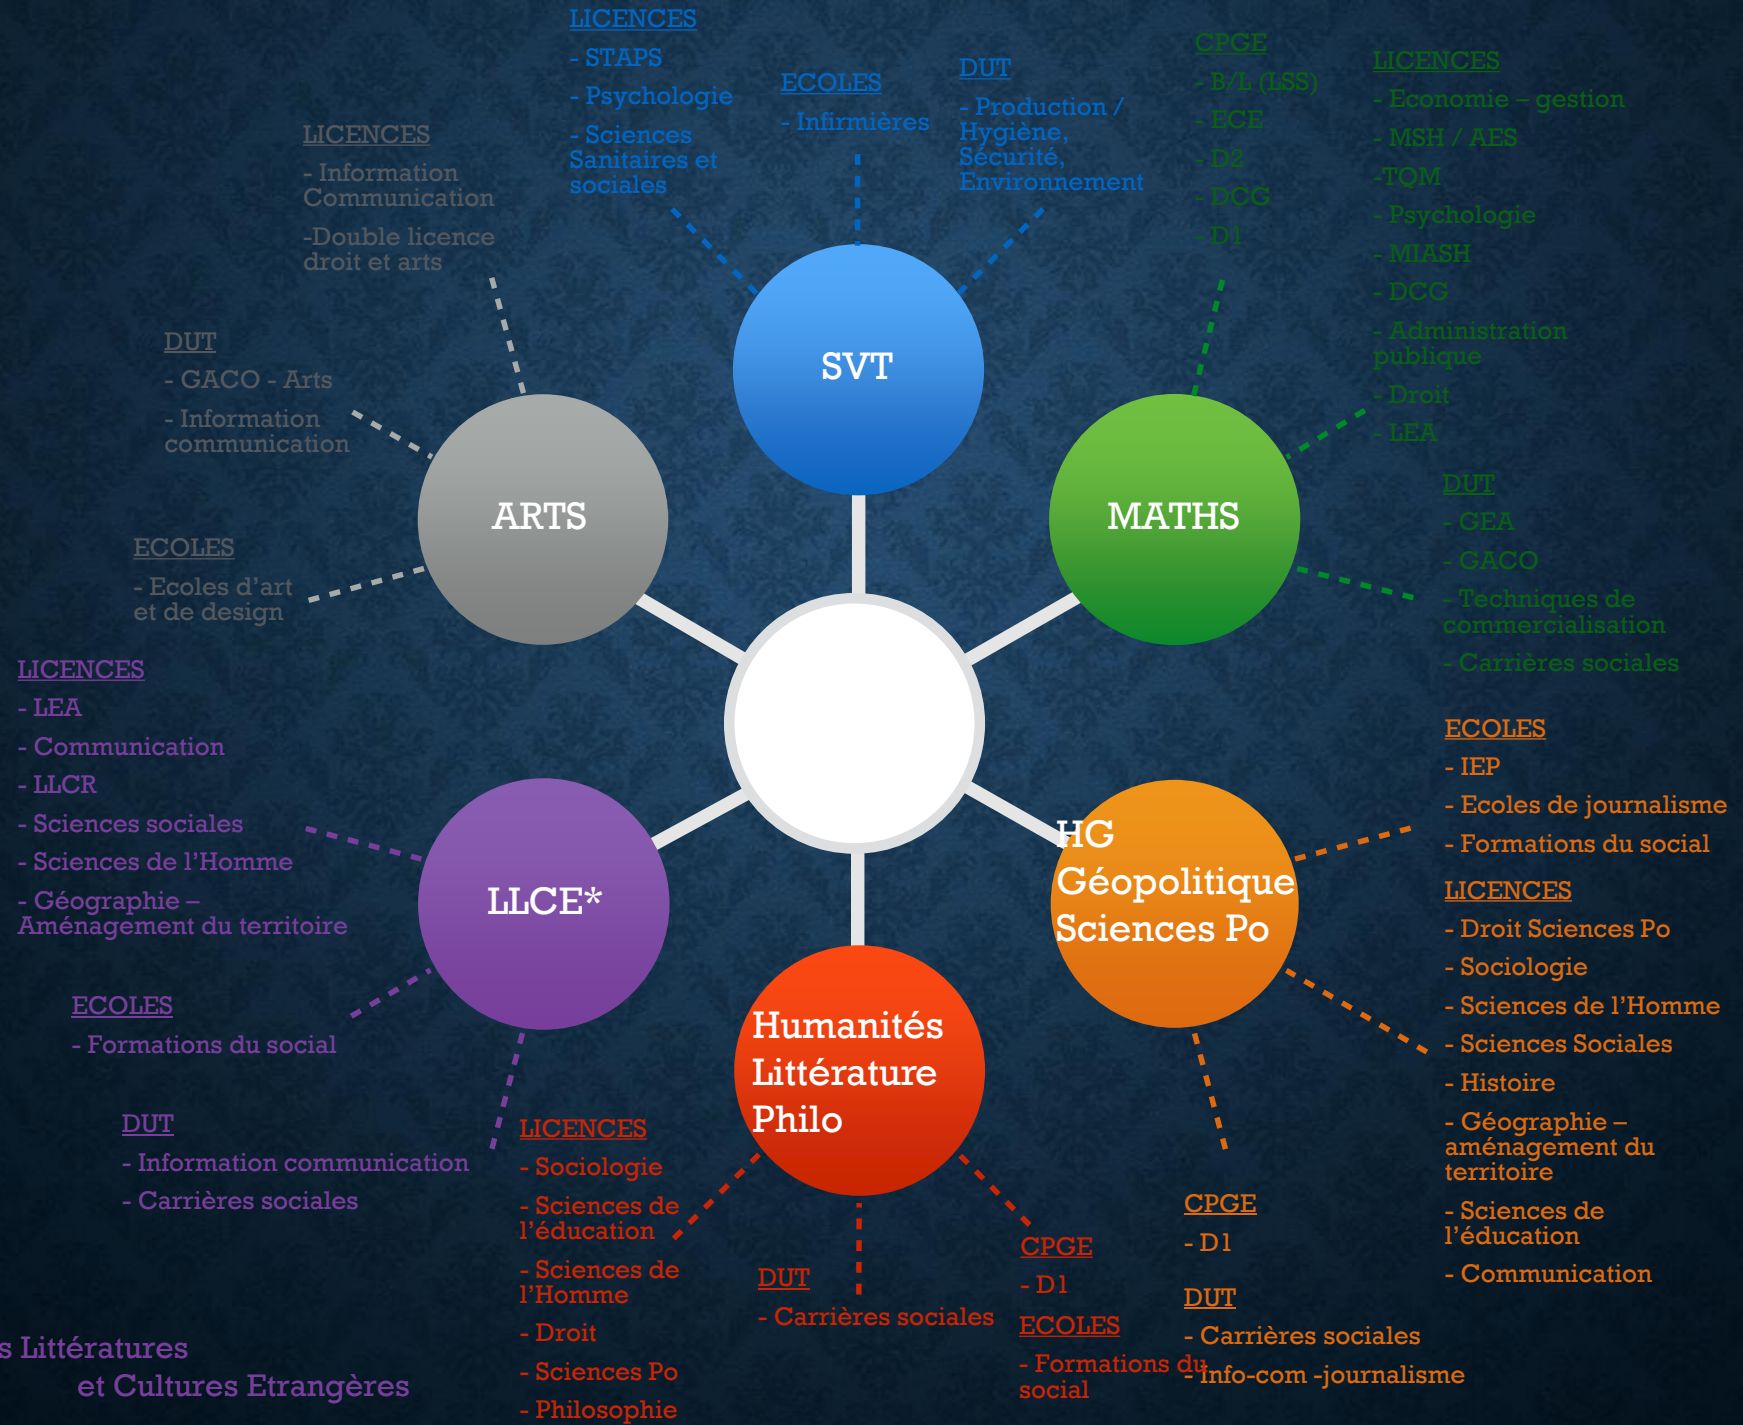 LICENCES
- STAPS
- Psychologie
- Sciences
Sanitaires et
sociales
ECOLES
- Infirmières
DUT
- Production /
Hygiène,
Sécurité,
Environnement
SVT
CPGE
- B/L (LSS)
- ECE
- D2
- DCG
- D1
LICENCES
- Economie – gestion
- MSH / AES
-TQM
- Psychologie
- MIASH
- DCG
- Administration
publique
- Droit
- LEA
DUT
- GEA
- GACO
- Techniques de
commercialisation
- Carrières sociales
MATHS
LICENCES
- Information
Communication
-Double licence
droit et arts
DUT
- GACO - Arts
- Information
communication
ECOLES
- Ecoles d’art
et de design
ARTS
LICENCES
- LEA
- Communication
- LLCR
- Sciences sociales
- Sciences de l’Homme
- Géographie –
Aménagement du territoire
ECOLES
- Formations du social
DUT
- Information communication
- Carrières sociales
LLCE*
ECOLES
- IEP
- Ecoles de journalisme
- Formations du social
LICENCES
- Droit Sciences Po
- Sociologie
- Sciences de l’Homme
- Sciences Sociales
- Histoire
- Géographie –
aménagement du
territoire
- Sciences de
l’éducation
- Communication
HG
Géopolitique
Sciences Po
CPGE
- D1
DUT
- Carrières sociales
- Info-com -journalisme
Humanités
Littérature
Philo
LICENCES
- Sociologie
- Sciences de
l’éducation
- Sciences de
l’Homme
- Droit
- Sciences Po
- Philosophie
DUT
- Carrières sociales
CPGE
- D1
ECOLES
- Formations du
social
s Littératures
et Cultures Etrangères